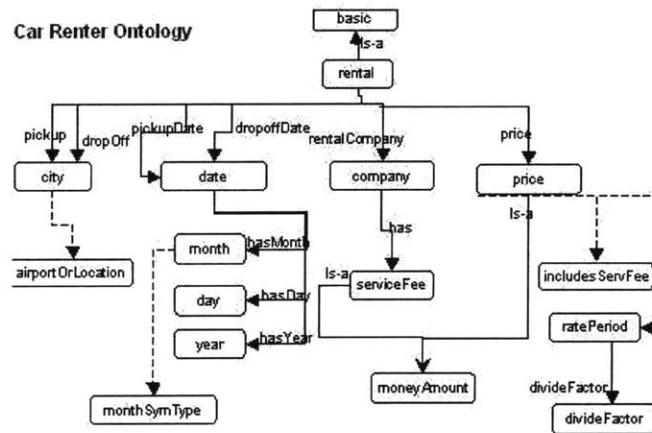 basic
Car Renter Ontology
Is-a
rental
pickup
dropOff
pickupDate
dropoffDate
rentalCompany
price
city
date
company
price
Is-a
has
month
hasMonth
airportOrLocation
Is-a
serviceFee
includesServFee
day
hasDay
year
hasYear
ratePeriod
moneyAmount
divideFactor
monthSymType
divideFactor